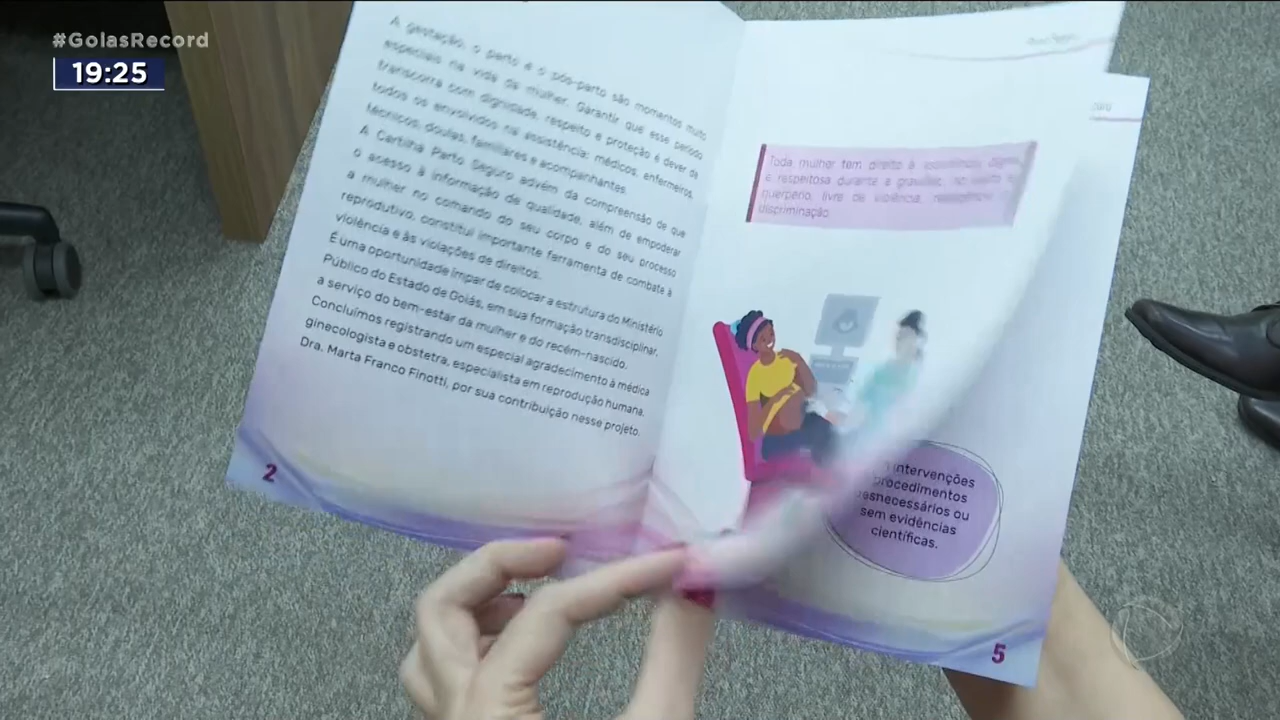 #GoiásRecord
19:25
A gestação, o parto e o pós-parto são momentos muito
especiais na vida da mulher. Garantir que esse período
transcorra com dignidade, respeito e proteção é dever de
todos os envolvidos na assistência: médicos, enfermeiros,
técnicos, doulas, familiares e acompanhantes.
A Cartilha Parto Seguro advém da compreensão de que
o acesso à informação de qualidade, além de empoderar
a mulher no comando do seu corpo e do seu processo
reprodutivo, constitui importante ferramenta de combate à
violência e às violações de direitos.
É uma oportunidade ímpar de colocar a estrutura do Ministério
Público do Estado de Goiás, em sua formação transdisciplinar,
a serviço do bem-estar da mulher e do recém-nascido.
Concluímos registrando um especial agradecimento à médica
ginecologista e obstetra, especialista em reprodução humana,
Dra. Marta Franco Finotti, por sua contribuição nesse projeto.
2
Toda mulher tem direito à assistência digna
e respeitosa durante a gravidez, no parto e
puerpério, livre de violência, negligência
discriminação.
intervenções
procedimentos
desnecessários ou
sem evidências
científicas.
5